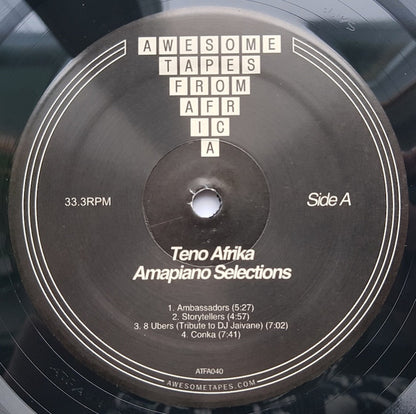 AWESOME
TAPES
FROM
AFR
IC
A
33.3RPM
Side A
Teno Afrika
Amapiano Selections
1. Ambassadors (5:27)
2. Storytellers (4:57)
3. 8 Ubers (Tribute to DJ Jaivane) (7:02)
4. Conka (7:41)
ATFA040
AWESOMETAPES.COM